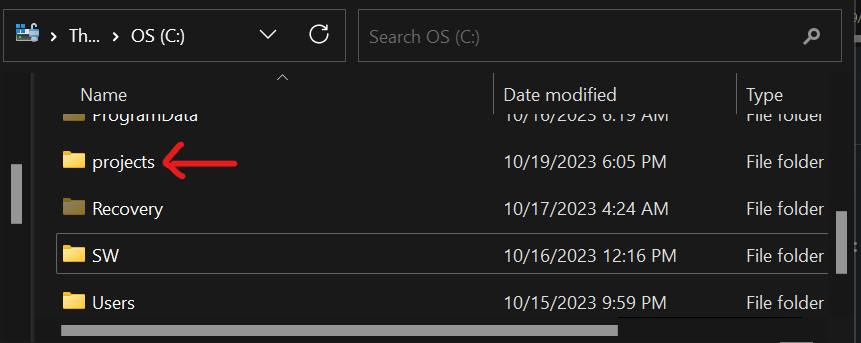 Th... OS (C:) Search OS (C:)
Name Date modified Type
ProgramData 10/16/2023 6:19 AM File folder
projects 10/19/2023 6:05 PM File folder
Recovery 10/17/2023 4:24 AM File folder
SW 10/16/2023 12:16 PM File folder
Users 10/15/2023 9:59 PM File folder